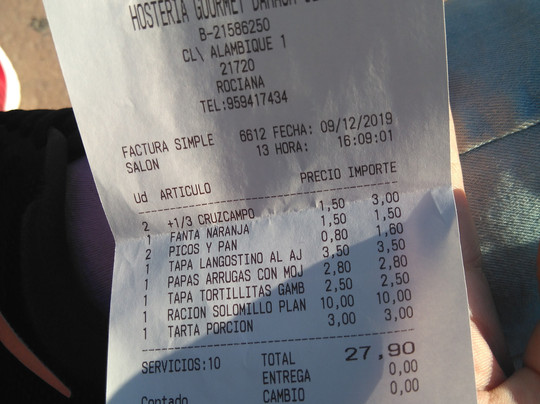 HOSTERIA GOURMET
B-21586250
CL\ ALAMBIQUE 1
21720
ROCIANA
TEL:959417434
FACTURA SIMPLE 6612 FECHA: 09/12/2019
SALON 13 HORA: 16:09:01
Ud ARTICULO PRECIO IMPORTE
2 +1/3 CRUZCAMPO 1,50 3,00
1 FANTA NARANJA 1,50 1,50
2 PICOS Y PAN 0,80 1,60
1 TAPA LANGOSTINO AL AJ 3,50 3,50
1 PAPAS ARRUGAS CON MOJ 2,80 2,80
1 TAPA TORTILLITAS GAMB 2,50 2,50
1 RACION SOLOMILLO PLAN 10,00 10,00
1 TARTA PORCION 3,00 3,00
SERVICIOS:10 TOTAL 27,90
ENTREGA 0,00
Contado CAMBIO 0,00